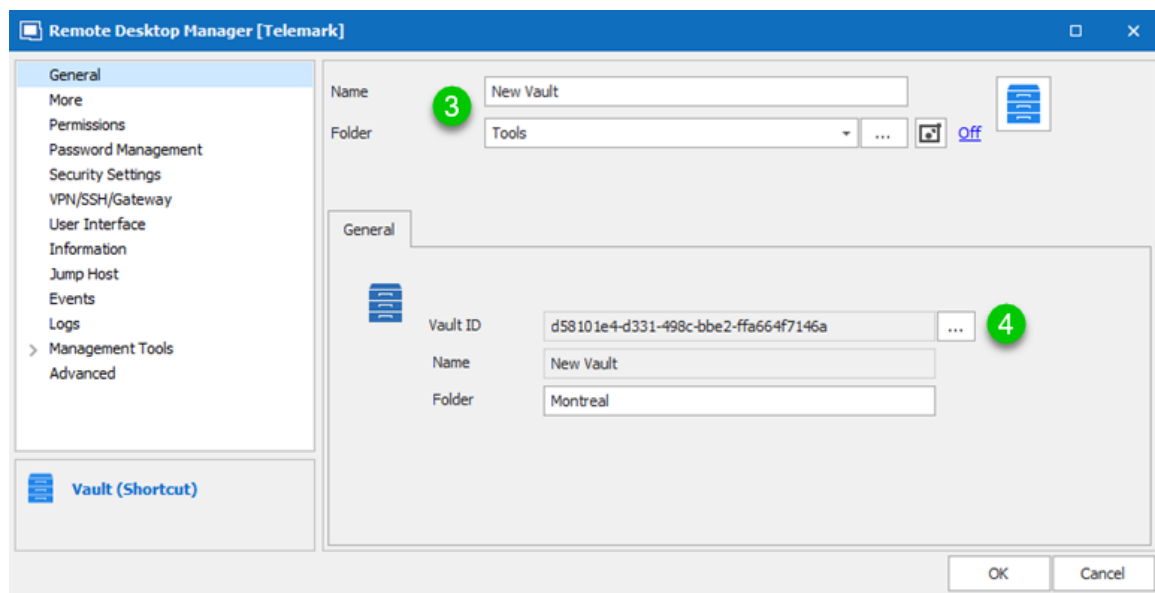 Remote Desktop Manager [Telemark]
General
More
Permissions
Password Management
Security Settings
VPN/SSH/Gateway
User Interface
Information
Jump Host
Events
Logs
Management Tools
Advanced
Vault (Shortcut)
Name New Vault
3
Folder Tools ... Off
General
Vault ID d58101e4-d331-498c-bbe2-ffa664f7146a ... 4
Name New Vault
Folder Montreal
OK Cancel